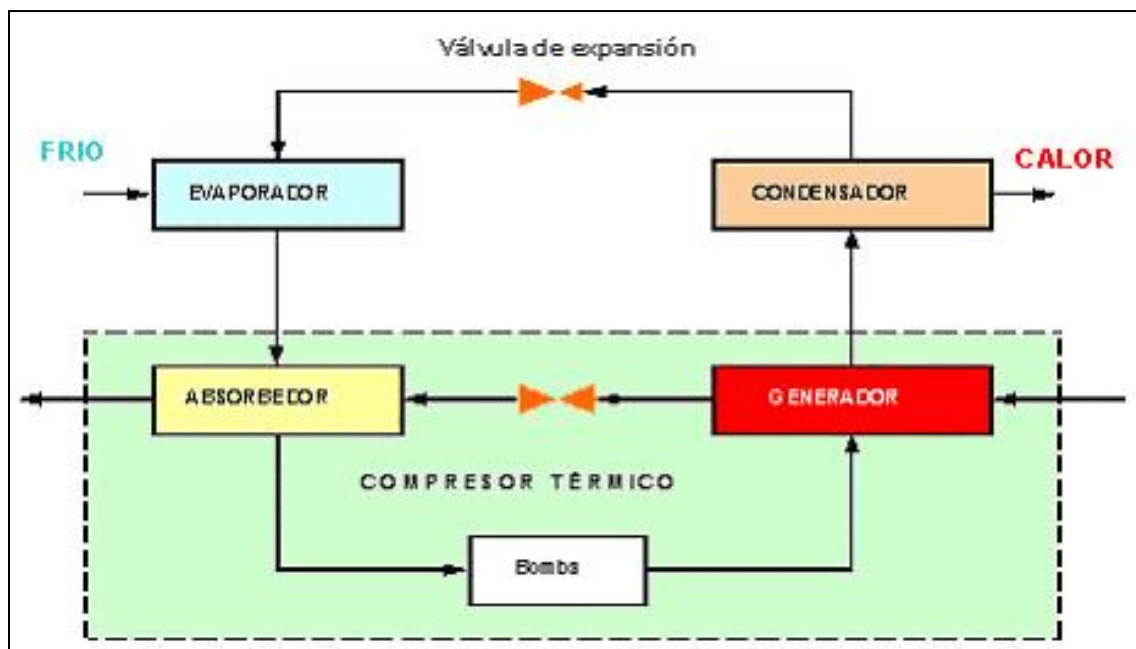 Válvula de expansión
FRIO
CALOR
EVAPORADOR
CONDENSADOR
ABSORBEDOR
GENERADOR
COMPRESOR TÉRMICO
Bomba